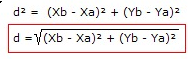 d² = (Xb - Xa)² + (Yb - Ya)²
d =√(Xb - Xa)² + (Yb - Ya)²